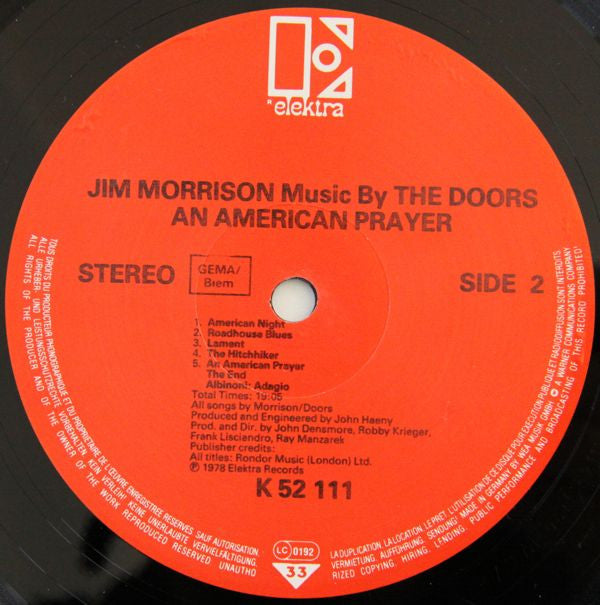 elektra
JIM MORRISON Music By THE DOORS
AN AMERICAN PRAYER
STEREO
GEMA/
Biem
SIDE 2
1. American Night
2. Roadhouse Blues
3. Lament
4. The Hitchhiker
5. An American Prayer
The End
Albinoni: Adagio
Total Times: 19:05
All songs by Morrison/Doors
Produced and Engineered by John Haeny
Prod. and Dir. by John Densmore, Robby Krieger,
Frank Lisciandro, Ray Manzarek
Publisher credits:
All titles: Rondor Music (London) Ltd.
℗ 1978 Elektra Records
K 52 111
LC 0192
33
TOUS DROITS DU PRODUCTEUR PHONOGRAPHIQUE ET DU PROPRIETAIRE DE L'ŒUVRE ENREGISTREE RESERVES SAUF AUTORISATION.
LA DUPLICATION, LA LOCATION, LE PRET, L'UTILISATION DE CE DISQUE POUR EXECUTION PUBLIQUE ET RADIODIFFUSION SONT INTERDITS
ALLE URHEBER- UND LEISTUNGSSCHUTZRECHTE VORBEHALTEN. KEIN VERLEIH! KEINE UNERLAUBTE VERVIELFÄLTIGUNG,
VERMIETUNG, AUFFÜHRUNG, SENDUNG! MADE IN GERMANY BY WEA MUSIK GMBH. A WARNER COMMUNICATIONS COMPANY
ALL RIGHTS OF THE PRODUCER AND OF THE OWNER OF THE WORK REPRODUCED RESERVED UNAUTHO
RIZED COPYING, HIRING, LENDING, PUBLIC PERFORMANCE AND BROADCASTING OF THIS RECORD PROHIBITED!